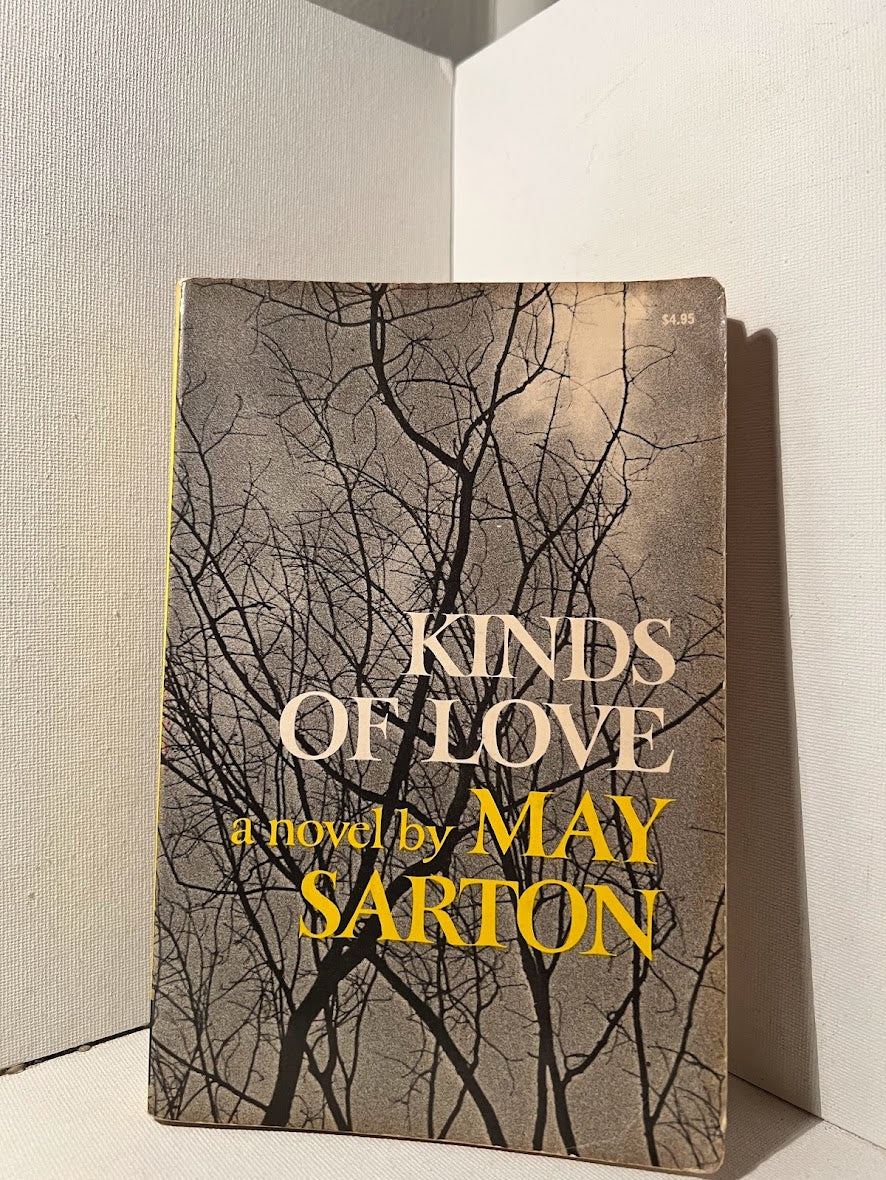 $4.95
KINDS
OF LOVE
a novel by MAY
SARTON